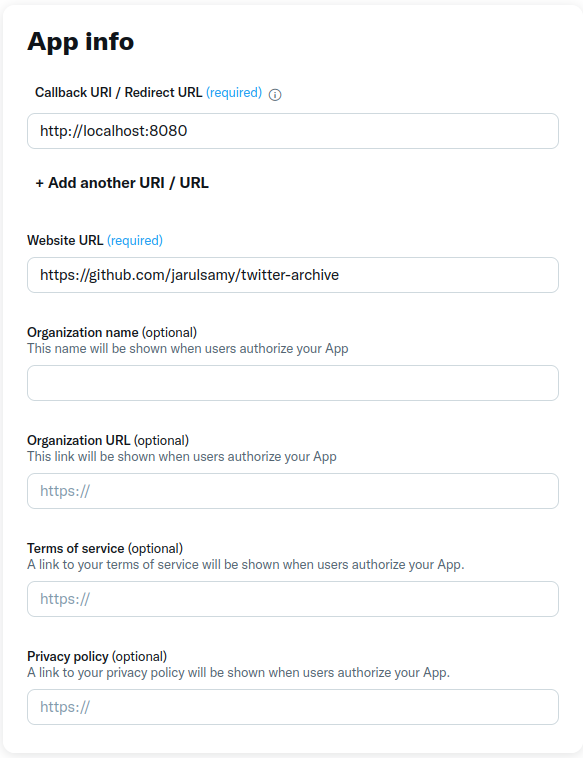 App info
Callback URI / Redirect URL (required)
http://localhost:8080
+ Add another URI / URL
Website URL (required)
https://github.com/jarulsamy/twitter-archive
Organization name (optional)
This name will be shown when users authorize your App
Organization URL (optional)
This link will be shown when users authorize your App
https://
Terms of service (optional)
A link to your terms of service will be shown when users authorize your App.
https://
Privacy policy (optional)
A link to your privacy policy will be shown when users authorize your App.
https://